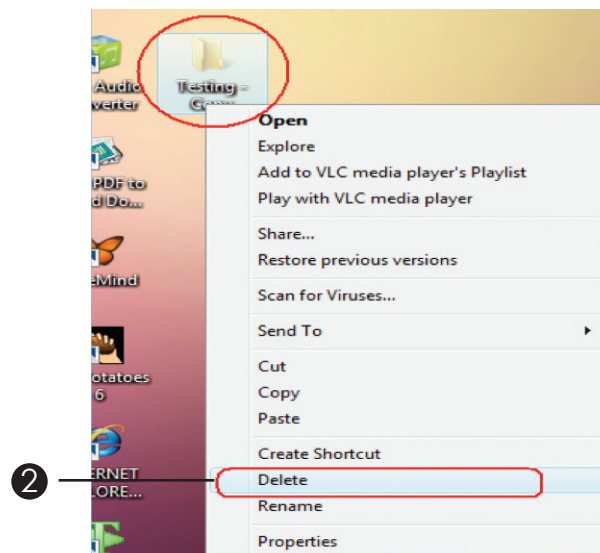 Audio
verter
Testing -
Copy
PDF to
d Do...
eMind
otatoes
6
ERNET
LORE...
Open
Explore
Add to VLC media player's Playlist
Play with VLC media player
Share...
Restore previous versions
Scan for Viruses...
Send To
Cut
Copy
Paste
Create Shortcut
2
Delete
Rename
Properties